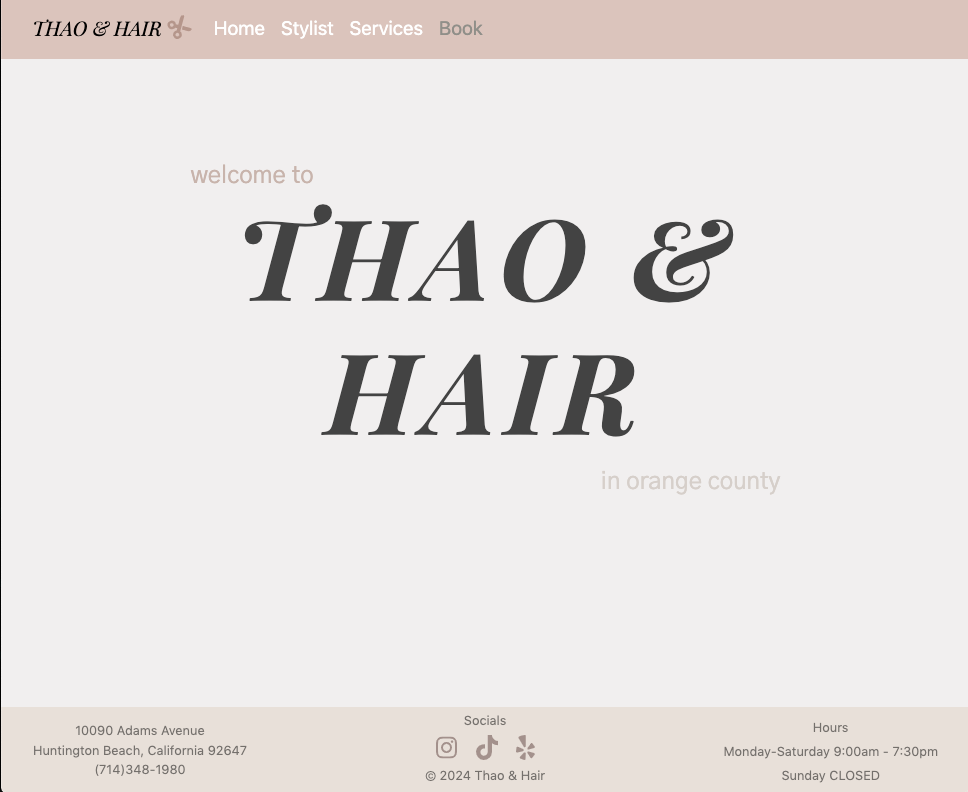 THAO & HAIR Home Stylist Services Book
welcome to
THAO &
HAIR
in orange county
10090 Adams Avenue
Huntington Beach, California 92647
(714)348-1980
Socials
© 2024 Thao & Hair
Hours
Monday-Saturday 9:00am - 7:30pm
Sunday CLOSED